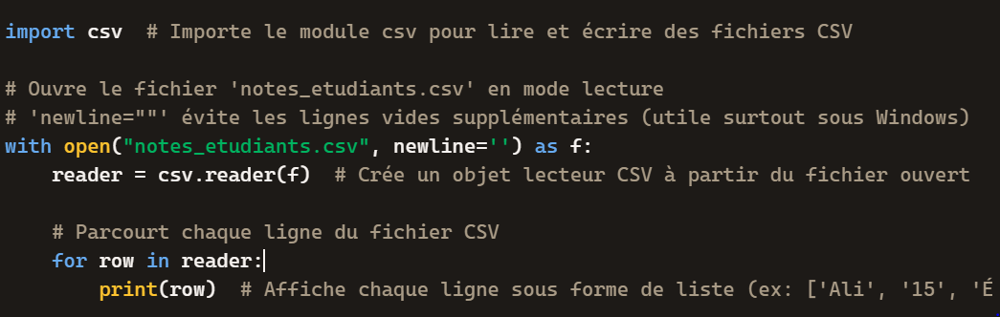 import csv  # Importe le module csv pour lire et écrire des fichiers CSV
# Ouvre le fichier 'notes_etudiants.csv' en mode lecture
# 'newline=""' évite les lignes vides supplémentaires (utile surtout sous Windows)
with open("notes_etudiants.csv", newline='') as f:
    reader = csv.reader(f)  # Crée un objet lecteur CSV à partir du fichier ouvert
    # Parcourt chaque ligne du fichier CSV
    for row in reader:
        print(row)  # Affiche chaque ligne sous forme de liste (ex: ['Ali', '15', 'É